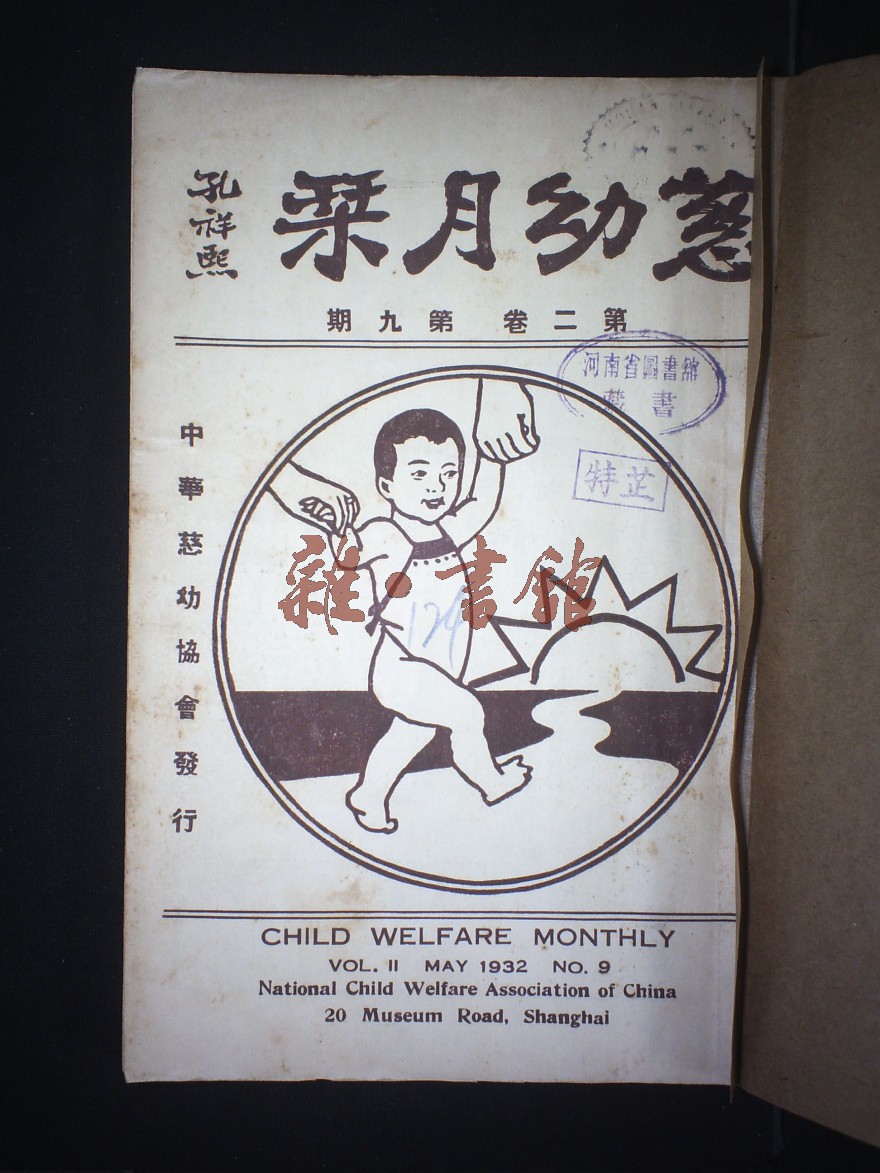 慈幼月栞
孔祥熙
第二卷 第九期
河南省圖書館
藏書
特芷
中華慈幼協會發行
雜·書館
124
CHILD WELFARE MONTHLY
VOL. II MAY 1932 NO. 9
National Child Welfare Association of China
20 Museum Road, Shanghai